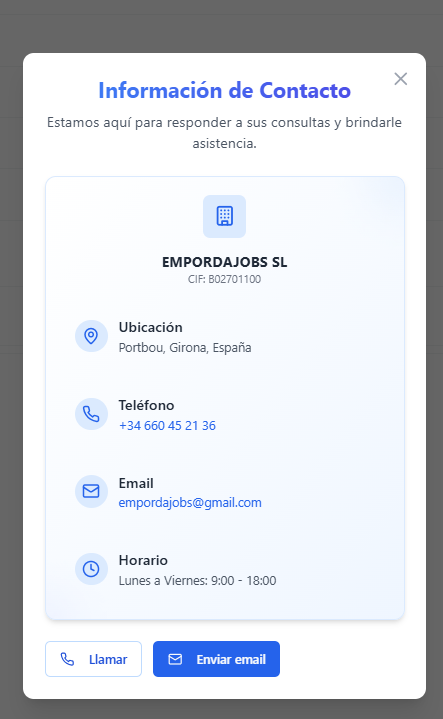 Información de Contacto
Estamos aquí para responder a sus consultas y brindarle
asistencia.
EMPORDAJOBS SL
CIF: B02701100
Ubicación
Portbou, Girona, España
Teléfono
+34 660 45 21 36
Email
empordajobs@gmail.com
Horario
Lunes a Viernes: 9:00 - 18:00
Llamar
Enviar email